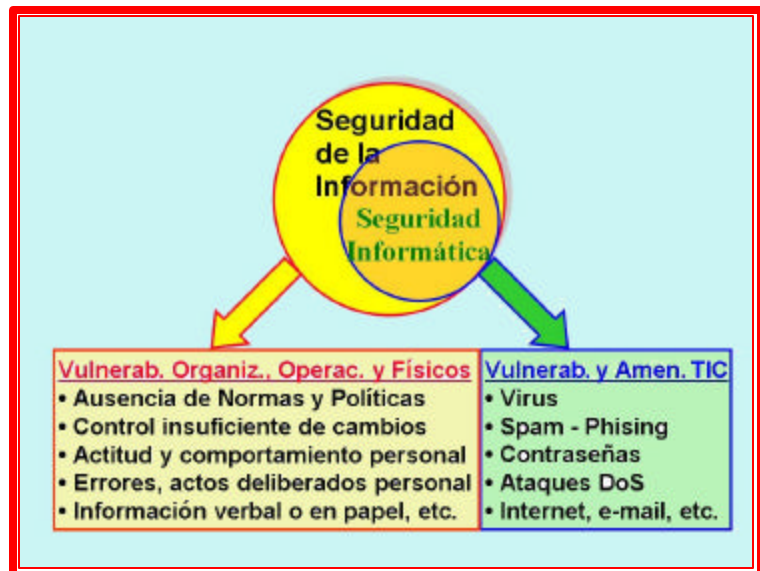 Seguridad
de la
Información
Seguridad
Informática
Vulnerab. Organiz., Operac. y Físicos
• Ausencia de Normas y Políticas
• Control insuficiente de cambios
• Actitud y comportamiento personal
• Errores, actos deliberados personal
• Información verbal o en papel, etc.
Vulnerab. y Amen. TIC
• Virus
• Spam - Phising
• Contraseñas
• Ataques DoS
• Internet, e-mail, etc.